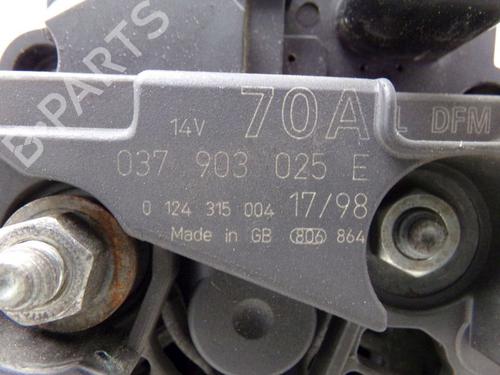 B-PARTS
14V 70A L DFM
037 903 025 E
0 124 315 004 17/98
Made in GB 806 864